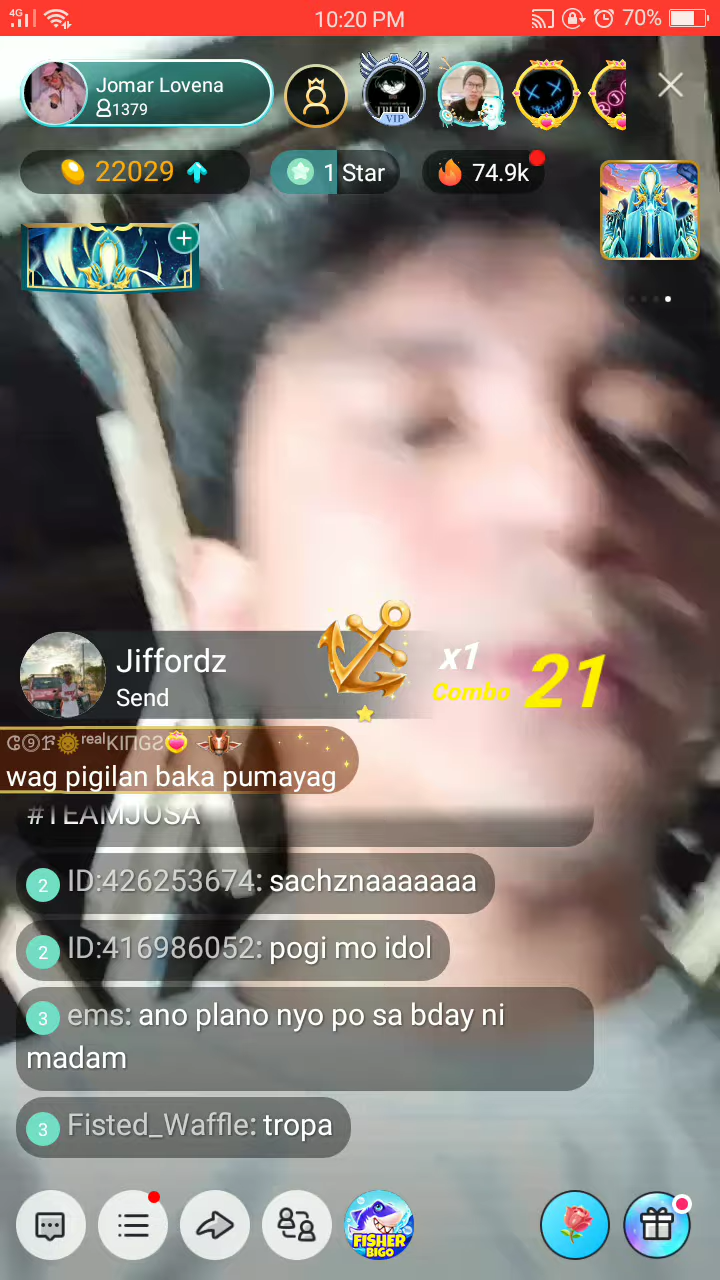 4G
10:20 PM
70%
Jomar Lovena
1379
VIP
22029
1 Star
74.9k
Jiffordz
Send
x1
Combo 21
wag pigilan baka pumayag
#TEAMJOSA
2 ID:426253674: sachznaaaaaaa
2 ID:416986052: pogi mo idol
3 ems: ano plano nyo po sa bday ni
madam
3 Fisted_Waffle: tropa
FISHER
BIGO